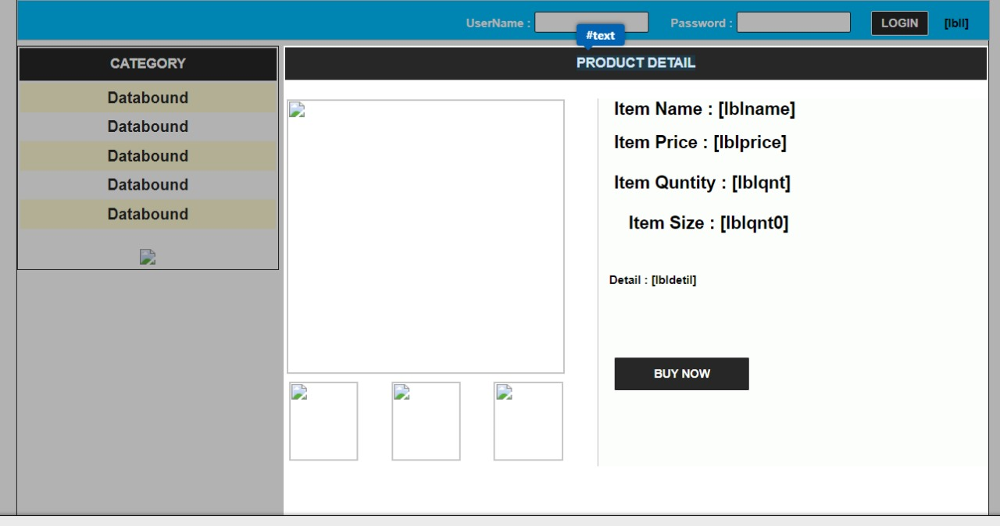 UserName :
Password :
LOGIN
[lbll]
#text
CATEGORY
PRODUCT DETAIL
Databound
Databound
Databound
Databound
Databound
Item Name : [lblname]
Item Price : [lblprice]
Item Quntity : [lblqnt]
Item Size : [lblqnt0]
Detail : [lbldetil]
BUY NOW